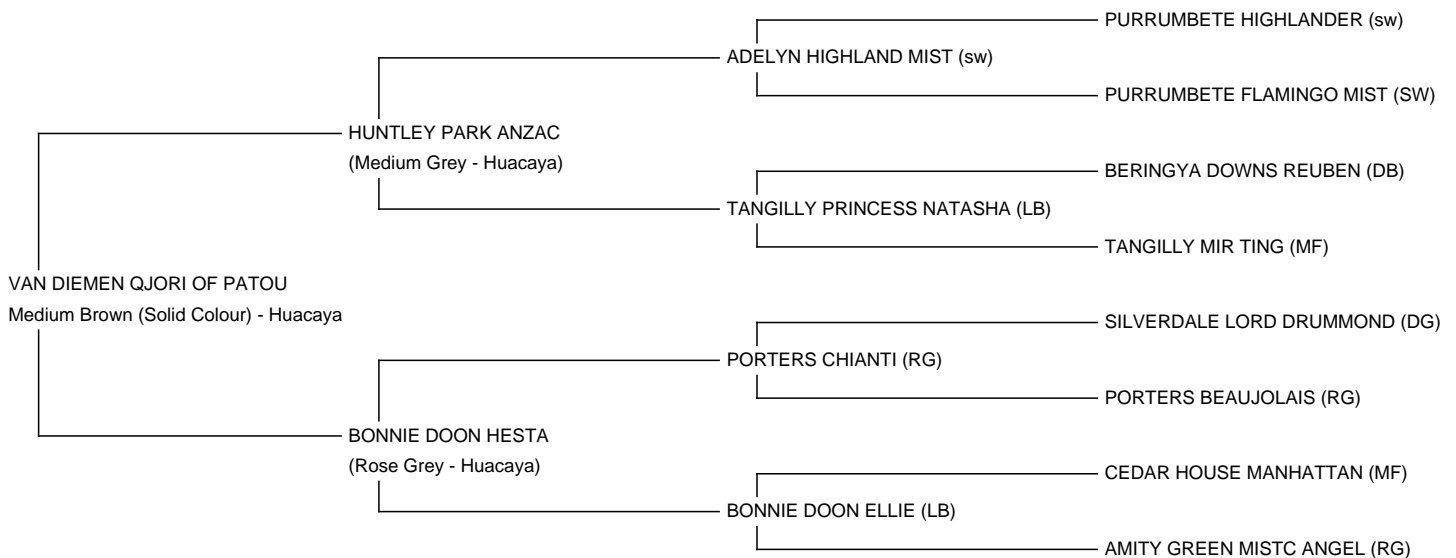 PURRUMBETE HIGHLANDER (sw)
ADELYN HIGHLAND MIST (sw)
PURRUMBETE FLAMINGO MIST (SW)
HUNTLEY PARK ANZAC
(Medium Grey - Huacaya)
BERINGYA DOWNS REUBEN (DB)
TANGILLY PRINCESS NATASHA (LB)
TANGILLY MIR TING (MF)
VAN DIEMEN QJORI OF PATOU
Medium Brown (Solid Colour) - Huacaya
SILVERDALE LORD DRUMMOND (DG)
PORTERS CHIANTI (RG)
PORTERS BEAUJOLAIS (RG)
BONNIE DOON HESTA
(Rose Grey - Huacaya)
CEDAR HOUSE MANHATTAN (MF)
BONNIE DOON ELLIE (LB)
AMITY GREEN MISTC ANGEL (RG)